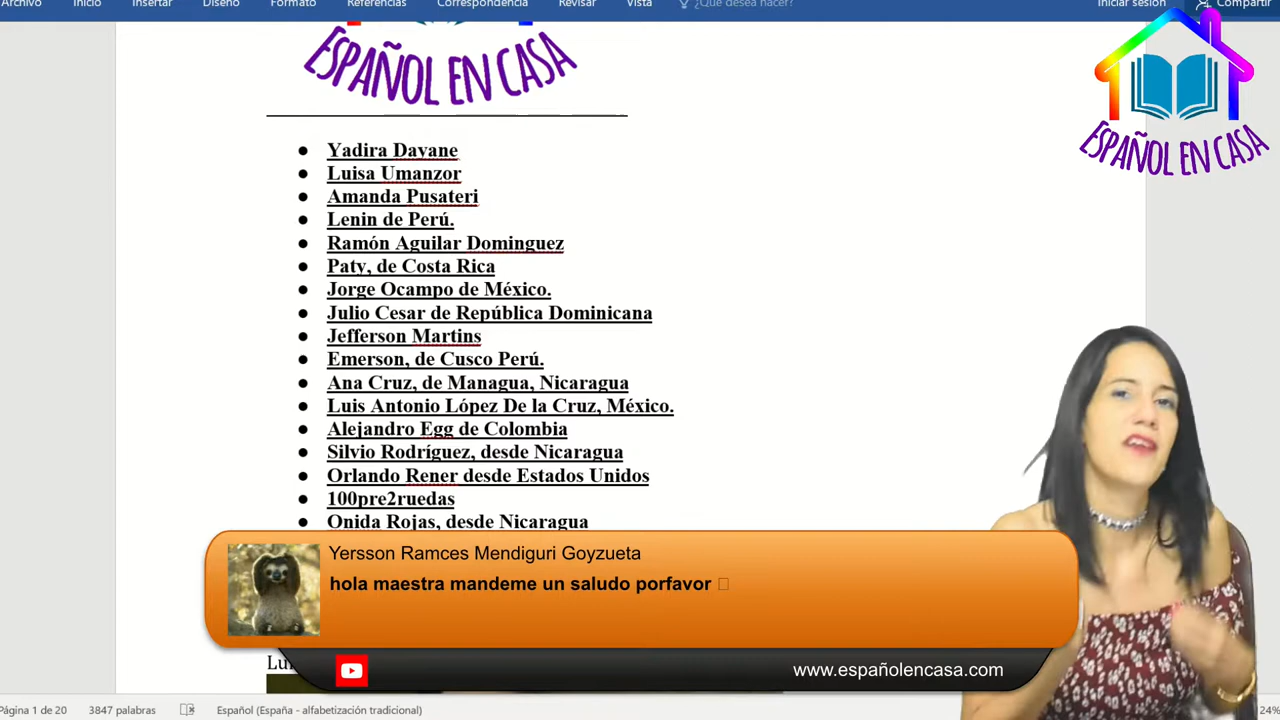 Archivo Inicio Insertar Diseño Formato Referencias Correspondencia Revisar Vista ¿Qué desea hacer? Iniciar sesión Compartir
ESPAÑOL EN CASA
ESPAÑOL EN CASA
Yadira Davane
Luisa Umanzor
Amanda Pusateri
Lenin de Perú.
Ramón Aguilar Dominguez
Paty, de Costa Rica
Jorge Ocampo de México.
Julio Cesar de República Dominicana
Jefferson Martins
Emerson, de Cusco Perú.
Ana Cruz, de Managua, Nicaragua
Luis Antonio López De la Cruz, México.
Alejandro Egg de Colombia
Silvio Rodríguez, desde Nicaragua
Orlando Rener desde Estados Unidos
100pre2ruedas
Onida Rojas, desde Nicaragua
Yersson Ramces Mendiguri Goyzueta
hola maestra mandeme un saludo porfavor
www.españolencasa.com
Página 1 de 20 3847 palabras Español (España - alfabetización tradicional) 24%